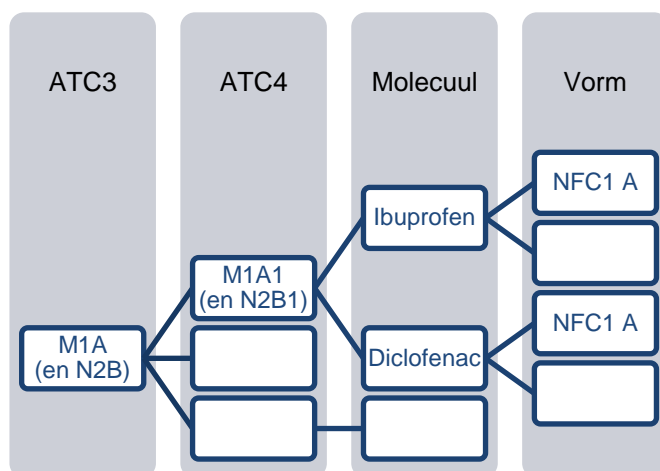 ATC3
ATC4
Molecuul
Vorm
M1A
(en N2B)
M1A1
(en N2B1)
Ibuprofen
Diclofenac
NFC1 A
NFC1 A